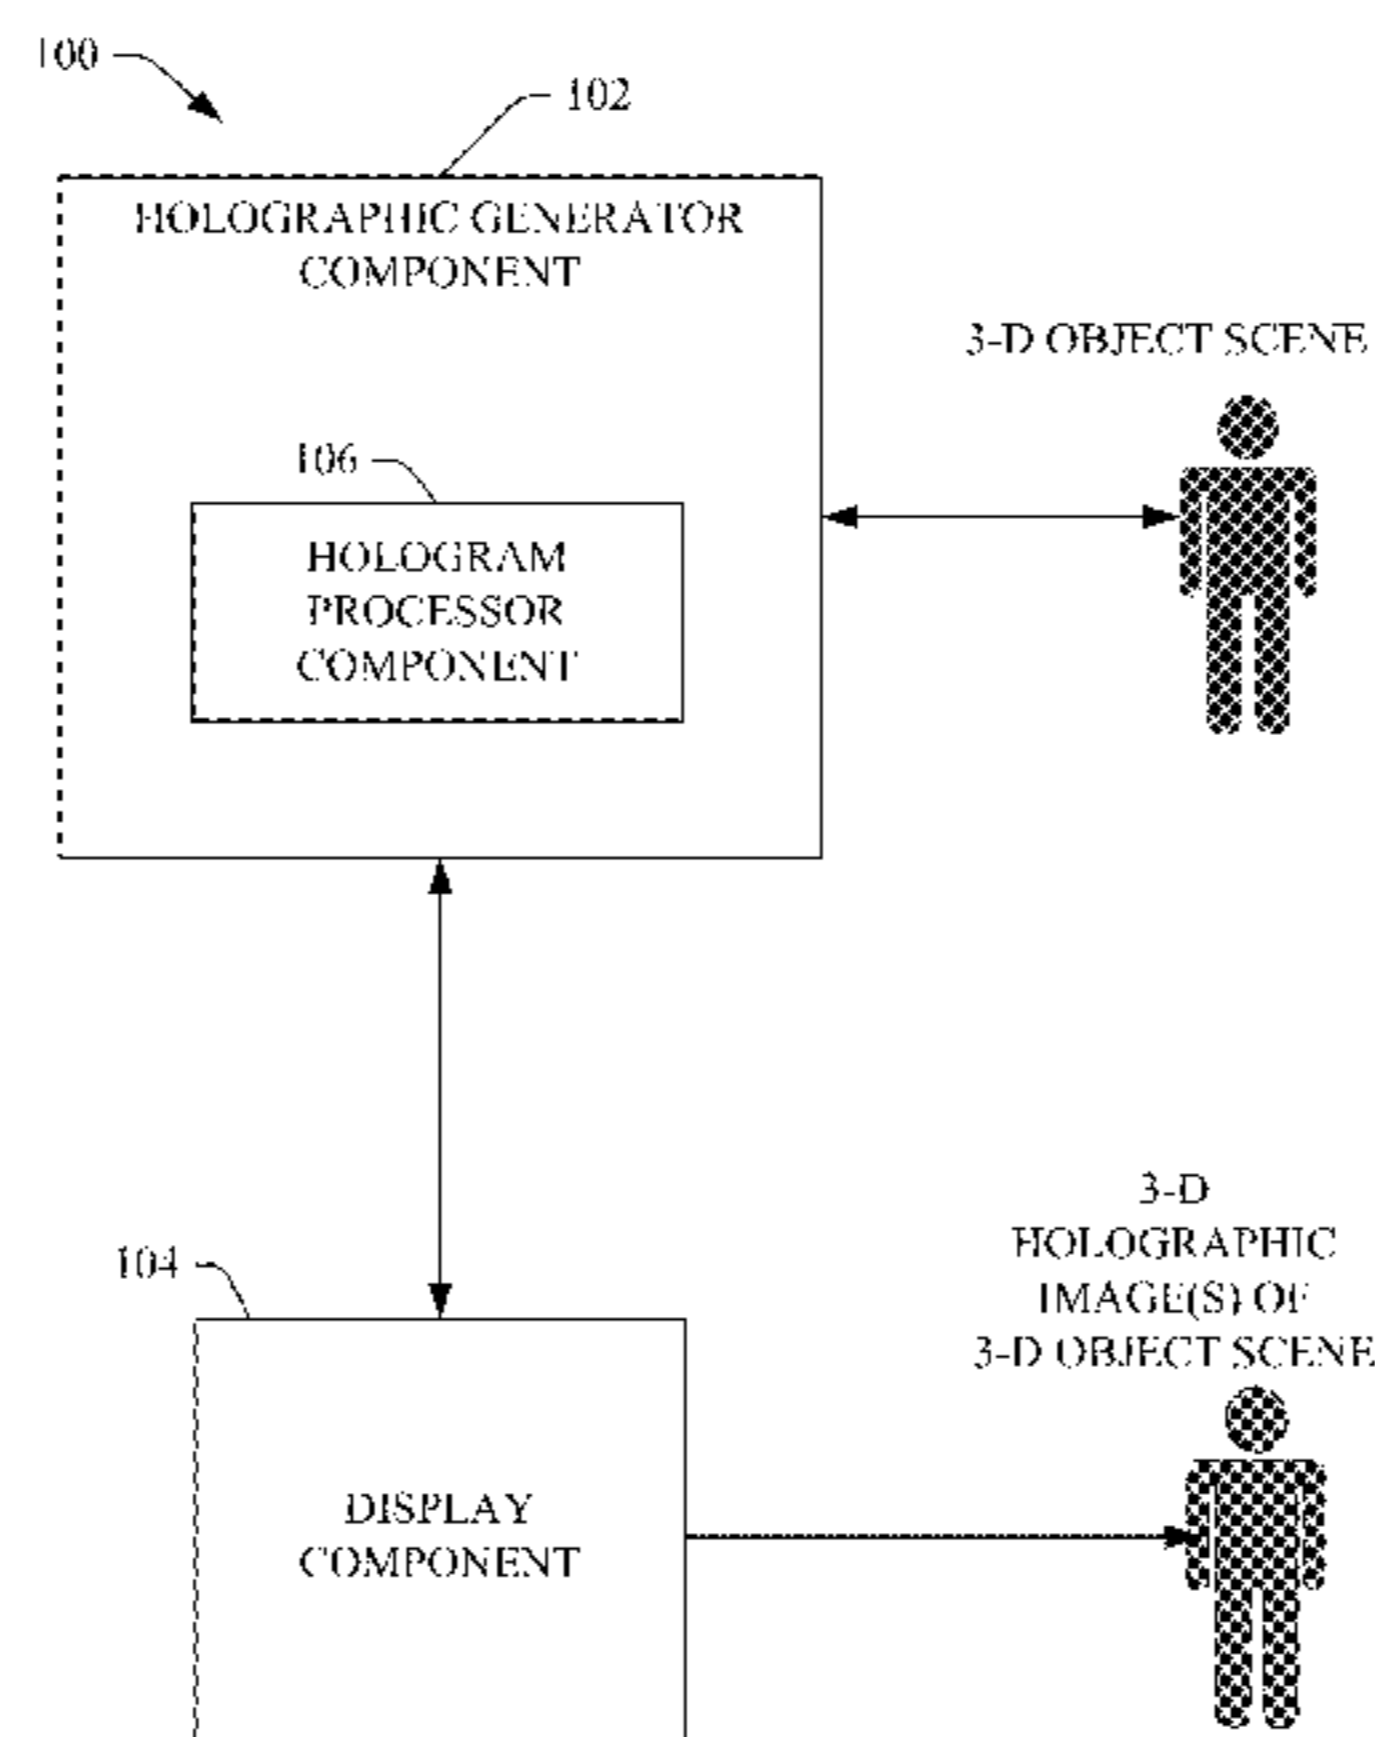 100
102
HOLOGRAPHIC GENERATOR
COMPONENT
3-D OBJECT SCENE
106
HOLOGRAM
PROCESSOR
COMPONENT
3-D
HOLOGRAPHIC
IMAGE(S) OF
3-D OBJECT SCENE
104
DISPLAY
COMPONENT